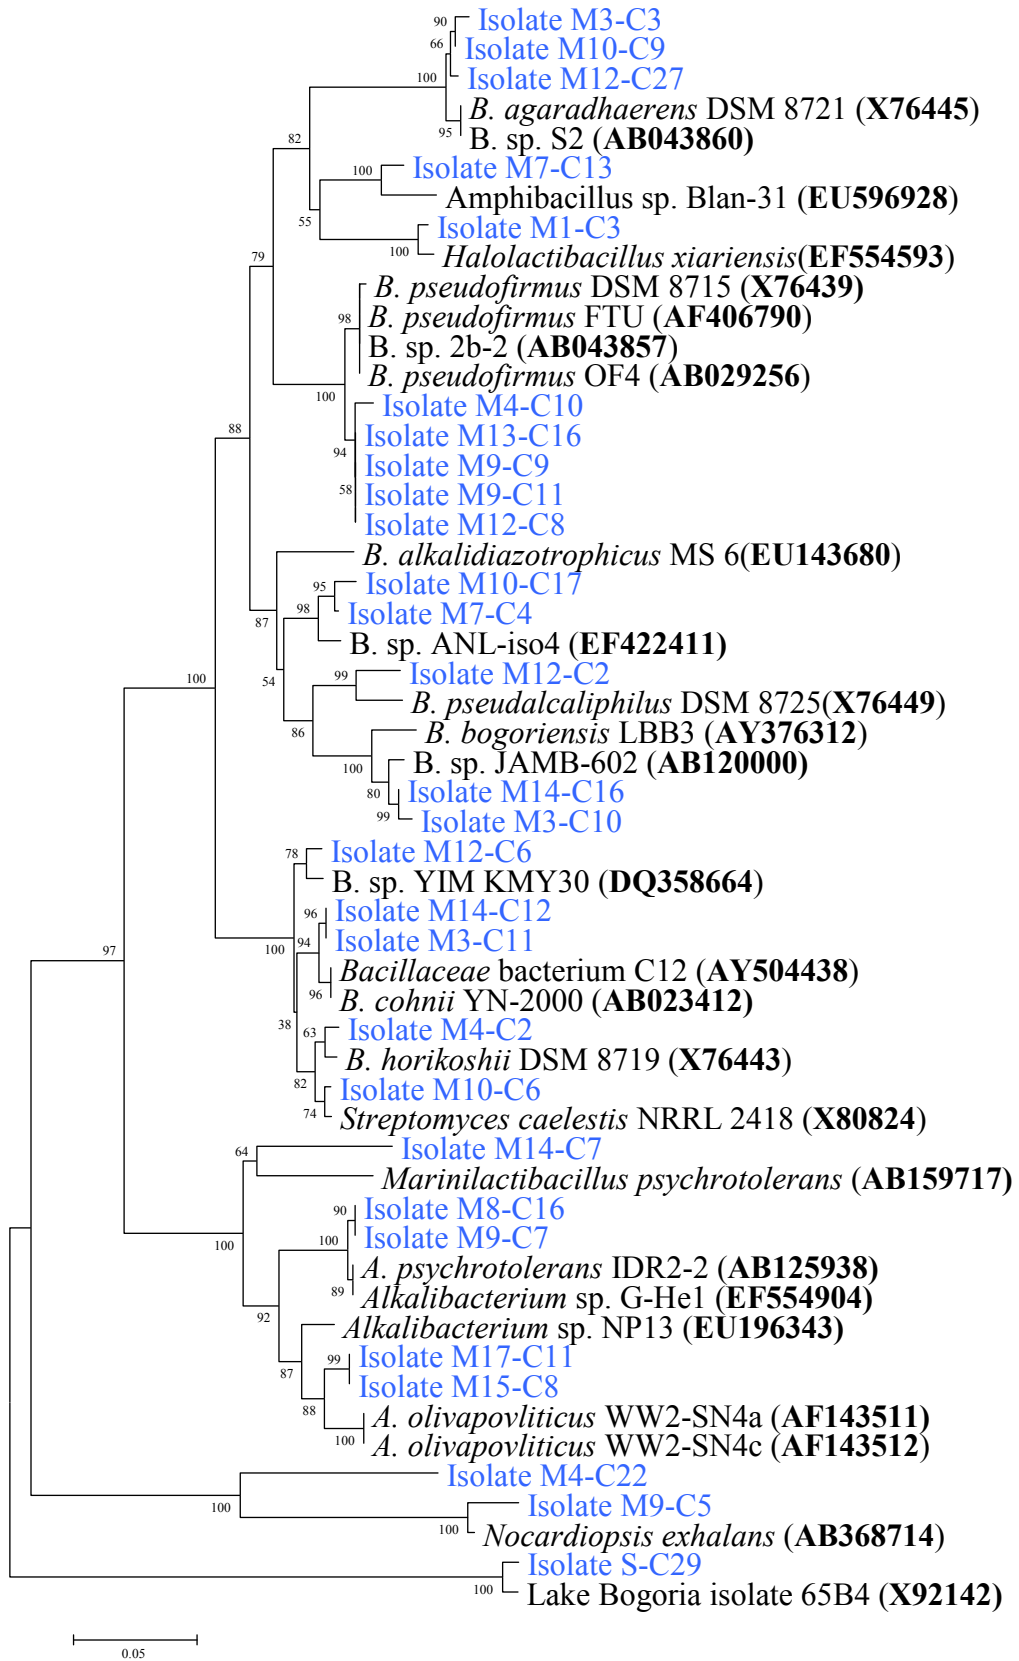 90
Isolate M3-C3
66
Isolate M10-C9
100
Isolate M12-C27
B. agaradhaerens DSM 8721 (X76445)
95
B. sp. S2 (AB043860)
82
100
Isolate M7-C13
Amphibacillus sp. Blan-31 (EU596928)
55
Isolate M1-C3
100
Halolactibacillus xiariensis(EF554593)
79
B. pseudofirmus DSM 8715 (X76439)
98
B. pseudofirmus FTU (AF406790)
B. sp. 2b-2 (AB043857)
B. pseudofirmus OF4 (AB029256)
100
Isolate M4-C10
88
Isolate M13-C16
94
Isolate M9-C9
58
Isolate M9-C11
Isolate M12-C8
B. alkalidiazotrophicus MS 6(EU143680)
95
Isolate M10-C17
98
Isolate M7-C4
87
B. sp. ANL-iso4 (EF422411)
100
54
99
Isolate M12-C2
B. pseudalcaliphilus DSM 8725(X76449)
86
B. bogoriensis LBB3 (AY376312)
100
B. sp. JAMB-602 (AB120000)
80
Isolate M14-C16
99
Isolate M3-C10
78
Isolate M12-C6
B. sp. YIM KMY30 (DQ358664)
96
Isolate M14-C12
97
100
94
Isolate M3-C11
Bacillaceae bacterium C12 (AY504438)
96
B. cohnii YN-2000 (AB023412)
38
63
Isolate M4-C2
B. horikoshii DSM 8719 (X76443)
82
Isolate M10-C6
74
Streptomyces caelestis NRRL 2418 (X80824)
64
Isolate M14-C7
Marinilactibacillus psychrotolerans (AB159717)
90
Isolate M8-C16
100
100
Isolate M9-C7
A. psychrotolerans IDR2-2 (AB125938)
89
Alkalibacterium sp. G-He1 (EF554904)
92
Alkalibacterium sp. NP13 (EU196343)
99
Isolate M17-C11
87
Isolate M15-C8
88
A. olivapovliticus WW2-SN4a (AF143511)
100
A. olivapovliticus WW2-SN4c (AF143512)
Isolate M4-C22
100
Isolate M9-C5
100
Nocardiopsis exhalans (AB368714)
Isolate S-C29
100
Lake Bogoria isolate 65B4 (X92142)
0.05